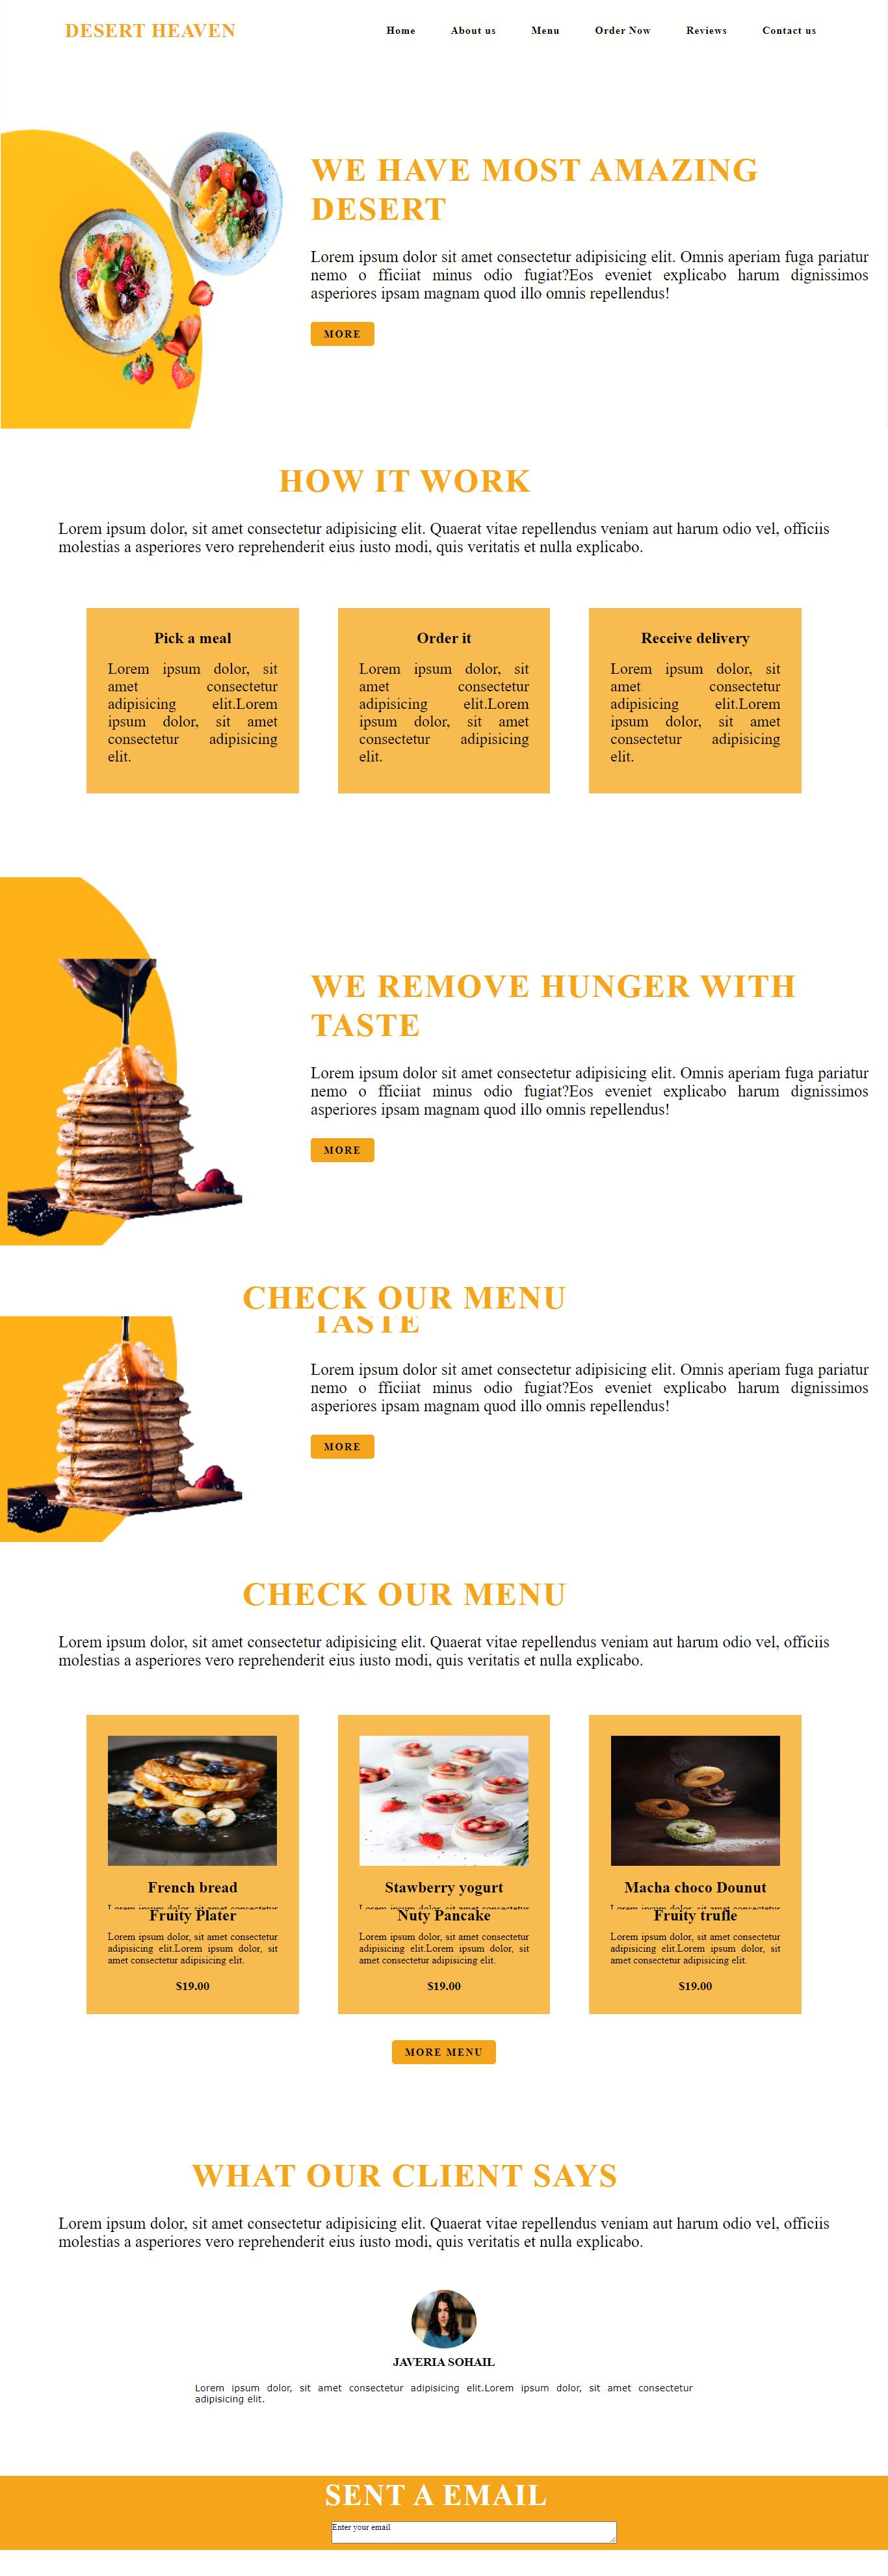 DESERT HEAVEN
Home About us Menu Order Now Reviews Contact us
WE HAVE MOST AMAZING
DESERT
Lorem ipsum dolor sit amet consectetur adipisicing elit. Omnis aperiam fuga pariatur
nemo o fficiiat minus odio fugiat?Eos eveniet explicabo harum dignissimos
asperiores ipsam magnam quod illo omnis repellendus!
MORE
HOW IT WORK
Lorem ipsum dolor, sit amet consectetur adipisicing elit. Quaerat vitae repellendus veniam aut harum odio vel, officiis
molestias a asperiores vero reprehenderit eius iusto modi, quis veritatis et nulla explicabo.
Pick a meal
Lorem ipsum dolor, sit
amet consectetur
adipisicing elit.Lorem
ipsum dolor, sit amet
consectetur adipisicing
elit.
Order it
Lorem ipsum dolor, sit
amet consectetur
adipisicing elit.Lorem
ipsum dolor, sit amet
consectetur adipisicing
elit.
Receive delivery
Lorem ipsum dolor, sit
amet consectetur
adipisicing elit.Lorem
ipsum dolor, sit amet
consectetur adipisicing
elit.
WE REMOVE HUNGER WITH
TASTE
Lorem ipsum dolor sit amet consectetur adipisicing elit. Omnis aperiam fuga pariatur
nemo o fficiiat minus odio fugiat?Eos eveniet explicabo harum dignissimos
asperiores ipsam magnam quod illo omnis repellendus!
MORE
CHECK OUR MENU
TASTE
Lorem ipsum dolor sit amet consectetur adipisicing elit. Omnis aperiam fuga pariatur
nemo o fficiiat minus odio fugiat?Eos eveniet explicabo harum dignissimos
asperiores ipsam magnam quod illo omnis repellendus!
MORE
CHECK OUR MENU
Lorem ipsum dolor, sit amet consectetur adipisicing elit. Quaerat vitae repellendus veniam aut harum odio vel, officiis
molestias a asperiores vero reprehenderit eius iusto modi, quis veritatis et nulla explicabo.
French bread
Lorem ipsum dolor, sit amet consectetur
Fruity Plater
Lorem ipsum dolor, sit amet consectetur
adipisicing elit.Lorem ipsum dolor, sit
amet consectetur adipisicing elit.
$19.00
Stawberry yogurt
Lorem ipsum dolor, sit amet consectetur
Nuty Pancake
Lorem ipsum dolor, sit amet consectetur
adipisicing elit.Lorem ipsum dolor, sit
amet consectetur adipisicing elit.
$19.00
Macha choco Dounut
Lorem ipsum dolor, sit amet consectetur
Fruity trufle
Lorem ipsum dolor, sit amet consectetur
adipisicing elit.Lorem ipsum dolor, sit
amet consectetur adipisicing elit.
$19.00
MORE MENU
WHAT OUR CLIENT SAYS
Lorem ipsum dolor, sit amet consectetur adipisicing elit. Quaerat vitae repellendus veniam aut harum odio vel, officiis
molestias a asperiores vero reprehenderit eius iusto modi, quis veritatis et nulla explicabo.
JAVERIA SOHAIL
Lorem ipsum dolor, sit amet consectetur adipisicing elit.Lorem ipsum dolor, sit amet consectetur
adipisicing elit.
SENT A EMAIL
Enter your email